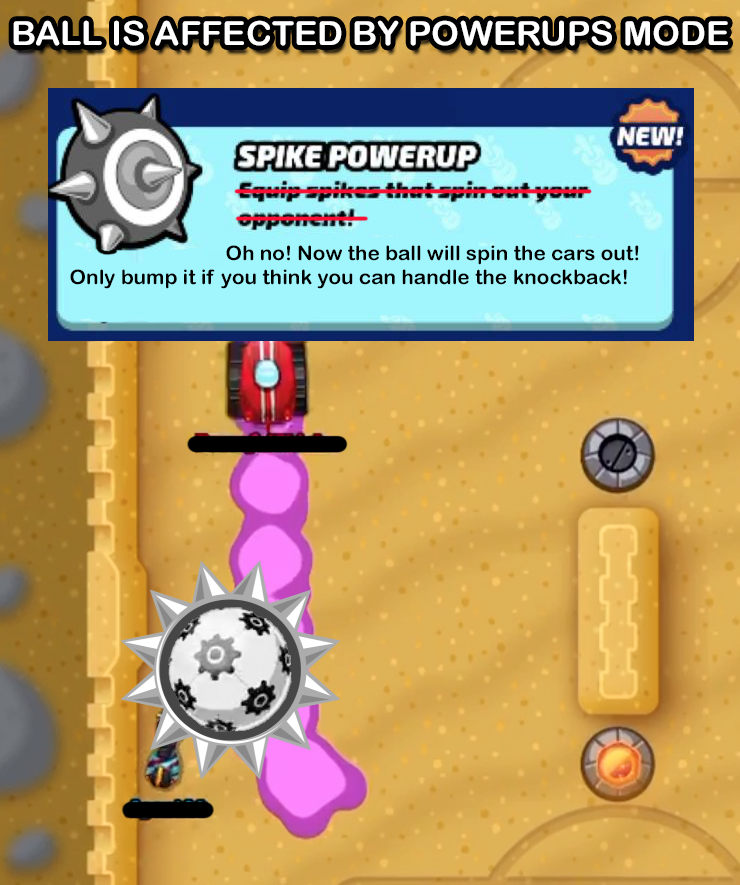 BALL IS AFFECTED BY POWERUPS MODE
NEW!
SPIKE POWERUP
Equip spikes that spin out your
opponent!
Oh no! Now the ball will spin the cars out!
Only bump it if you think you can handle the knockback!